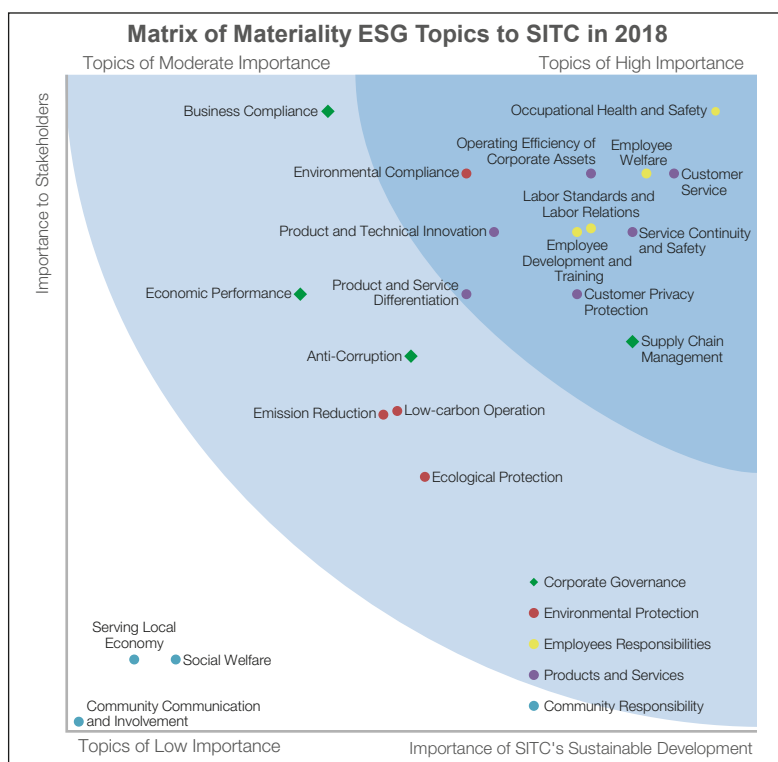 Matrix of Materiality ESG Topics to SITC in 2018
Topics of Moderate Importance
Topics of High Importance
Importance to Stakeholders
Business Compliance
Occupational Health and Safety
Environmental Compliance
Operating Efficiency of
Corporate Assets
Employee
Welfare
Customer
Service
Product and Technical Innovation
Labor Standards and
Labor Relations
Employee
Development and
Training
Service Continuity
and Safety
Economic Performance
Product and Service
Differentiation
Customer Privacy
Protection
Anti-Corruption
Supply Chain
Management
Emission Reduction
Low-carbon Operation
Ecological Protection
Corporate Governance
Environmental Protection
Employees Responsibilities
Products and Services
Community Responsibility
Serving Local
Economy
Social Welfare
Community Communication
and Involvement
Topics of Low Importance
Importance of SITC's Sustainable Development